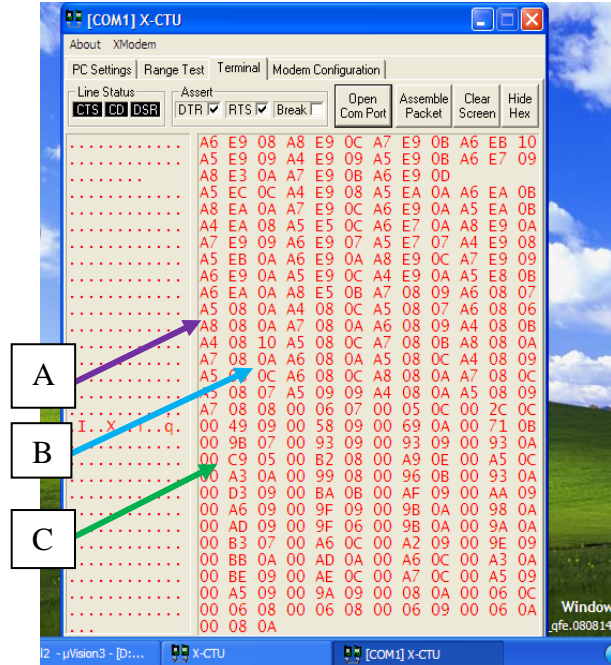 [COM1] X-CTU
About XModem
PC Settings Range Test Terminal Modem Configuration
Line Status
CTS CD DSR
Assert
DTR RTS Break
Open Com Port
Assemble Packet
Clear Screen
Hide Hex
............ A6 E9 08 A8 E9 0C A7 E9 0B A6 EB 10
............ A5 E9 09 A4 E9 09 A5 E9 0B A6 E7 09
......... A8 E3 0A A7 E9 0B A6 E9 0D
............ A5 EC 0C A4 E9 08 A5 EA 0A A6 EA 0B
............ A8 EA 0A A7 E9 0C A6 E9 0A A5 EA 0B
............ A4 EA 08 A5 E5 0C A6 E7 0A A8 E9 0A
............ A7 E9 09 A6 E9 07 A5 E7 07 A4 E9 08
............ A5 EB 0A A6 E9 0A A8 E9 0C A7 E9 09
............ A6 E9 0A A5 E9 0C A4 E9 0A A5 E8 0B
............ A6 EA 0A A8 E5 0B A7 08 09 A6 08 07
............ A5 08 0A A4 08 0C A5 08 07 A6 08 06
............ A8 08 0A A7 08 0A A6 08 09 A4 08 0B
............ A4 08 10 A5 08 0C A7 08 0B A8 08 0A
............ A7 08 0A A6 08 0A A5 08 0C A4 08 09
............ A5 0C A6 08 0C A8 08 0A A7 08 0C
............ A5 08 07 A5 09 09 A4 08 0A A5 08 09
............ A7 08 08 00 06 07 00 05 0C 00 2C 0C
.I..X..i..q. 00 49 09 00 58 09 00 69 0A 00 71 0B
............ 00 9B 07 00 93 09 00 93 09 00 93 0A
............ 00 C9 05 00 B2 08 00 A9 0E 00 A5 0C
............ 00 A3 0A 00 99 08 00 96 0B 00 93 0A
............ 00 D3 09 00 BA 0B 00 AF 09 00 AA 09
............ 00 A6 09 00 9F 09 00 9B 0A 00 98 0A
............ 00 AD 09 00 9F 06 00 9B 0A 00 9A 0A
............ 00 B3 07 00 A6 0C 00 A2 09 00 9E 09
............ 00 BB 0A 00 AD 0A 00 A6 0C 00 A3 0A
............ 00 BE 09 00 AE 0C 00 A7 0C 00 A5 09
............ 00 A5 09 00 9A 09 00 08 0A 00 06 0C
............ 00 06 08 00 06 08 00 06 09 00 06 0A
... 00 08 0A
A
B
C
Window
_qfe.080814
l2 - µVision3 - [D:...
X-CTU
[COM1] X-CTU